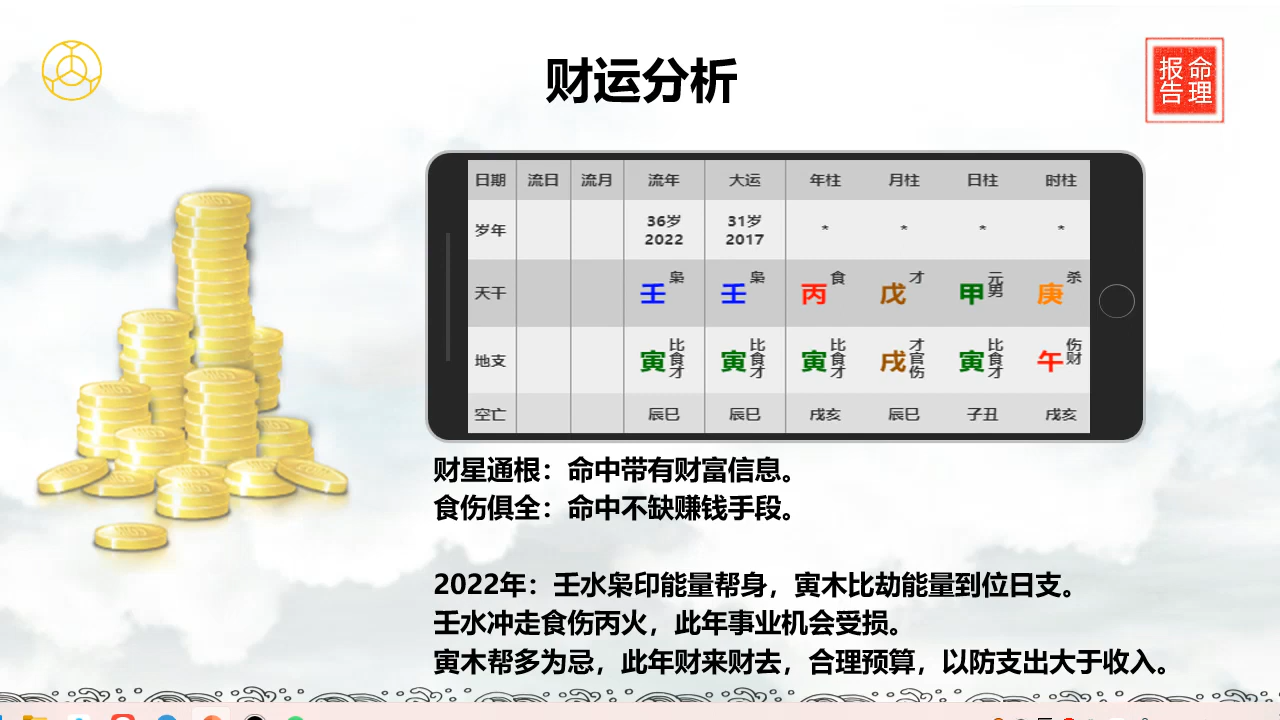 财运分析
命理
报告
日期 流日 流月 流年 大运 年柱 月柱 日柱 时柱
岁年 36岁 2022 31岁 2017 * * * *
天干 壬 枭 壬 枭 丙 食 戊 才 甲 元男 庚 杀
地支 寅 比食才 寅 比食才 寅 比食才 戌 才官伤 寅 比食才 午 伤财
空亡 辰巳 辰巳 戌亥 辰巳 子丑 戌亥
财星通根：命中带有财富信息。
食伤俱全：命中不缺赚钱手段。
2022年：壬水枭印能量帮身，寅木比劫能量到位日支。
壬水冲走食伤丙火，此年事业机会受损。
寅木帮多为忌，此年财来财去，合理预算，以防支出大于收入。